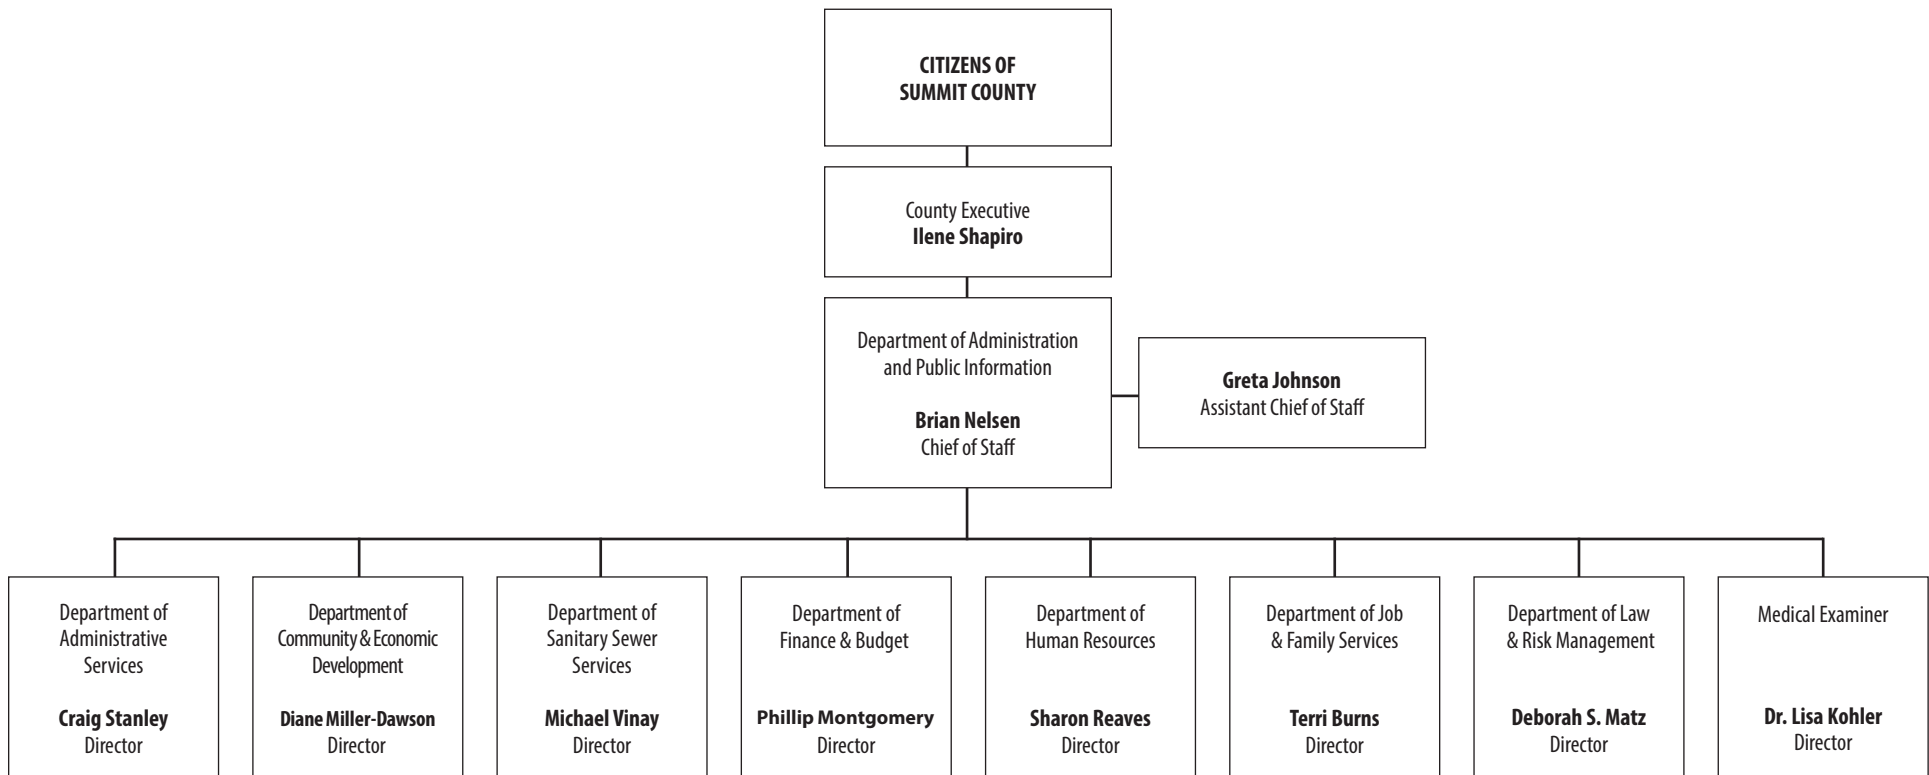 CITIZENS OF
SUMMIT COUNTY
County Executive
Ilene Shapiro
Department of Administration
and Public Information
Brian Nelsen
Chief of Staff
Greta Johnson
Assistant Chief of Staff
Department of
Administrative
Services
Craig Stanley
Director
Department of
Community & Economic
Development
Diane Miller-Dawson
Director
Department of
Sanitary Sewer
Services
Michael Vinay
Director
Department of
Finance & Budget
Phillip Montgomery
Director
Department of
Human Resources
Sharon Reaves
Director
Department of Job
& Family Services
Terri Burns
Director
Department of Law
& Risk Management
Deborah S. Matz
Director
Medical Examiner
Dr. Lisa Kohler
Director